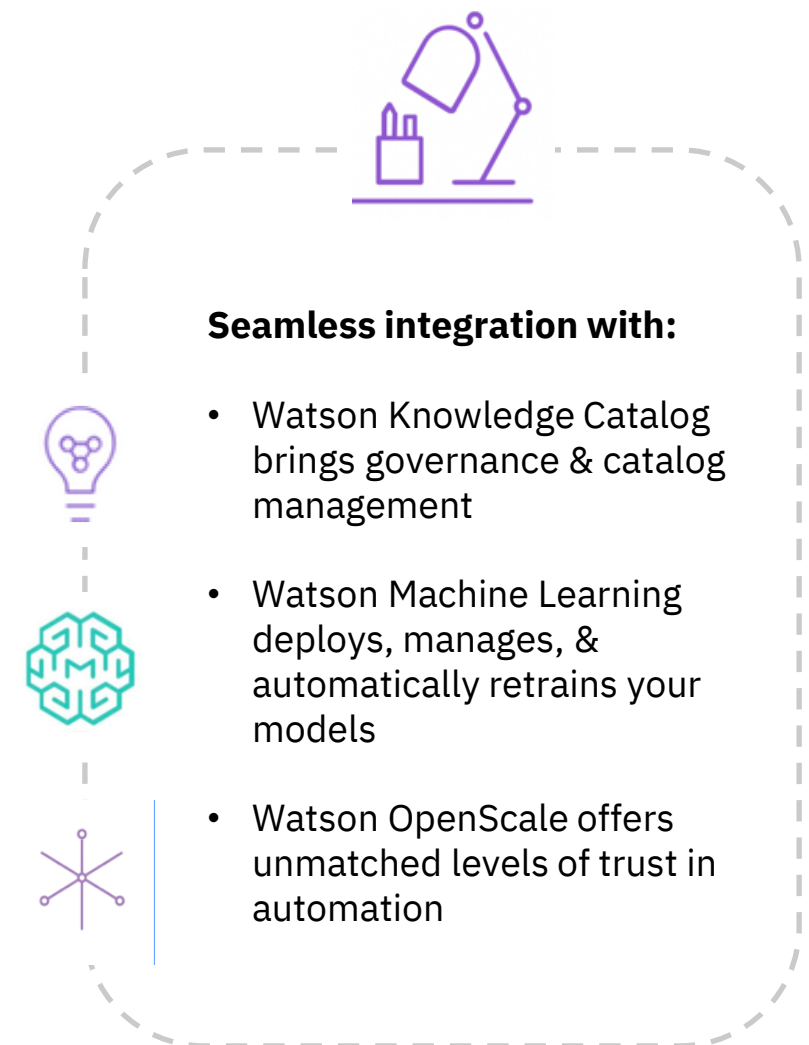 Seamless integration with:
• Watson Knowledge Catalog
brings governance & catalog
management
• Watson Machine Learning
deploys, manages, &
automatically retrains your
models
• Watson OpenScale offers
unmatched levels of trust in
automation